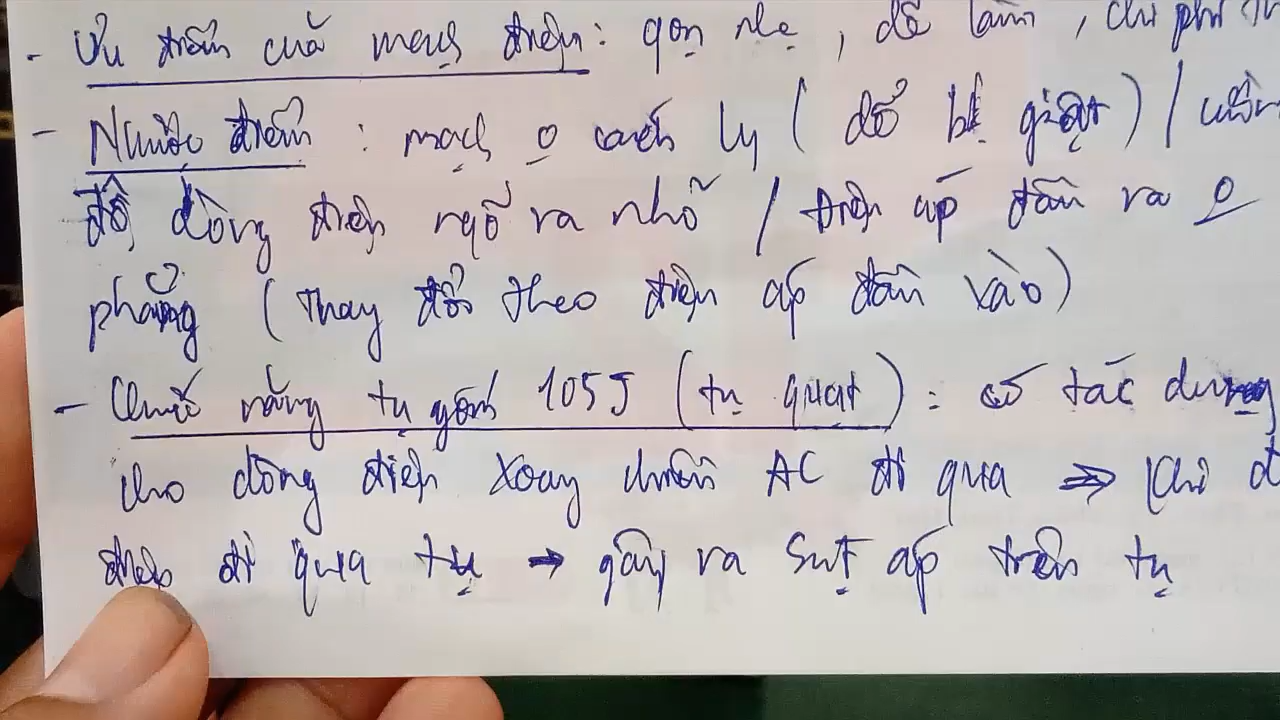 - Ưu điểm của mạch điện: gọn nhẹ, dễ làm, chi phí
- Nhược điểm: mạch o cách ly (dễ bị giật) / cường
độ dòng điện ngõ ra nhỏ / điện áp đầu ra o
phẳng (thay đổi theo điện áp đầu vào)
- Chức năng tụ gốm 105J (tụ quạt): có tác dụng
cho dòng điện xoay chiều AC đi qua ⇒ khi
điện đi qua tụ → gây ra sụt áp trên tụ